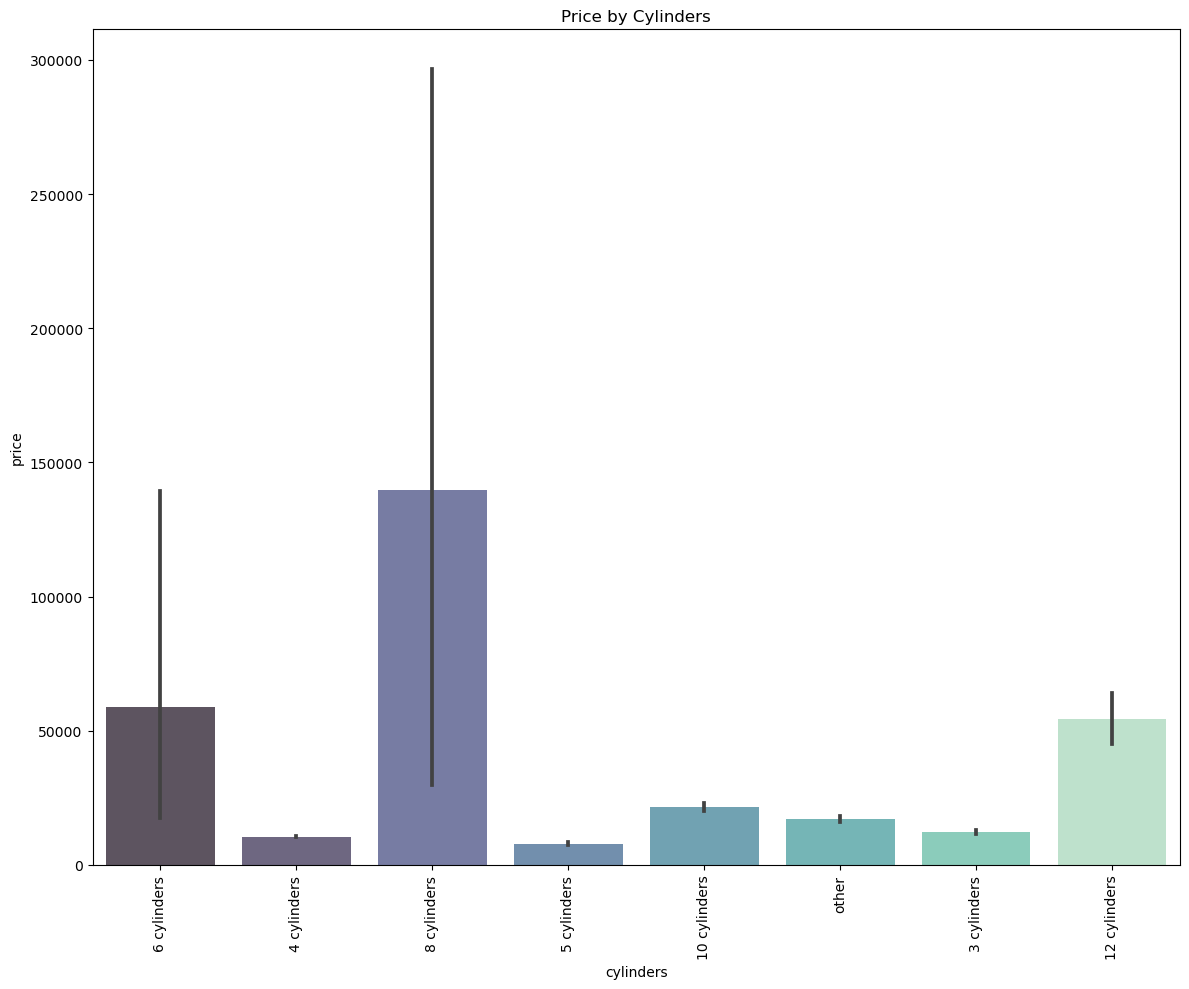 Price by Cylinders
300000
250000
200000
150000
100000
50000
0
price
6 cylinders
4 cylinders
8 cylinders
5 cylinders
10 cylinders
other
3 cylinders
12 cylinders
cylinders